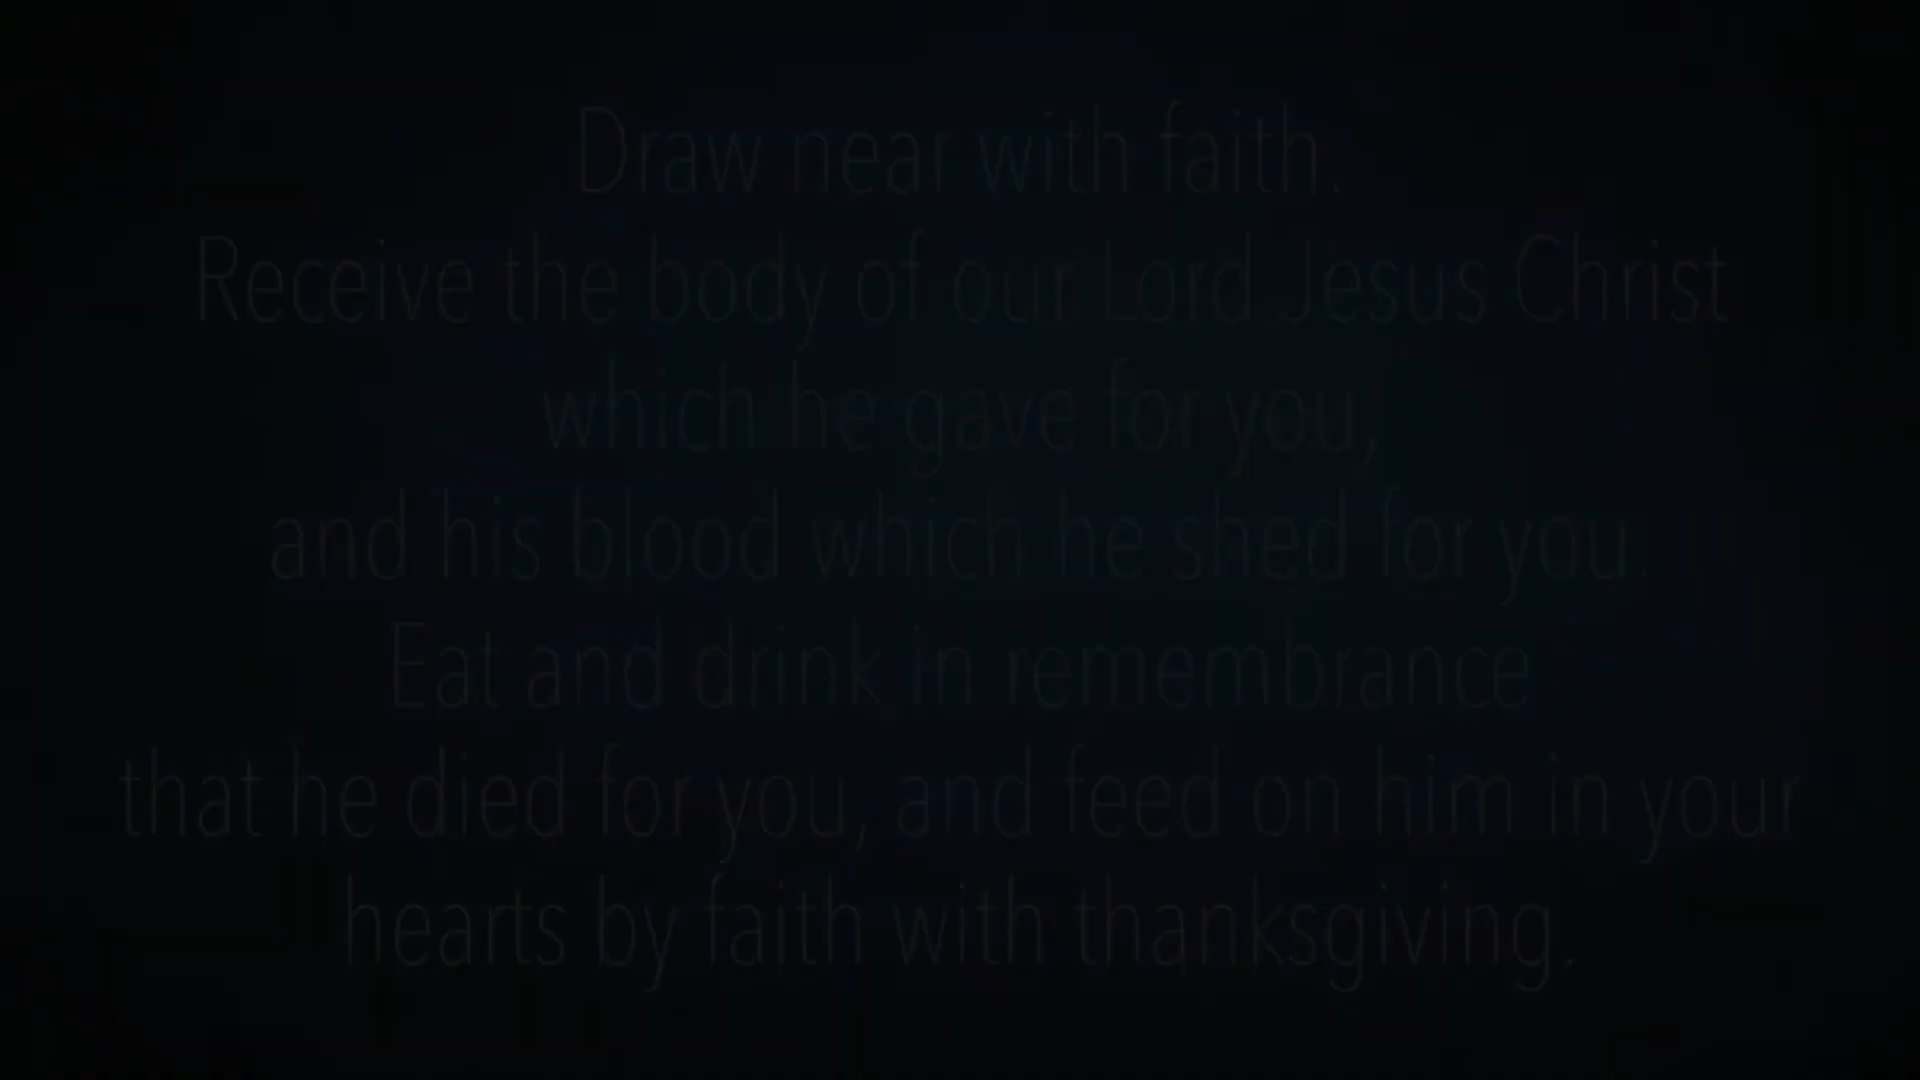 Draw near with faith.
Receive the body of our Lord Jesus Christ
which he gave for you,
and his blood which he shed for you.
Eat and drink in remembrance
that he died for you, and feed on him in your
hearts by faith with thanksgiving.